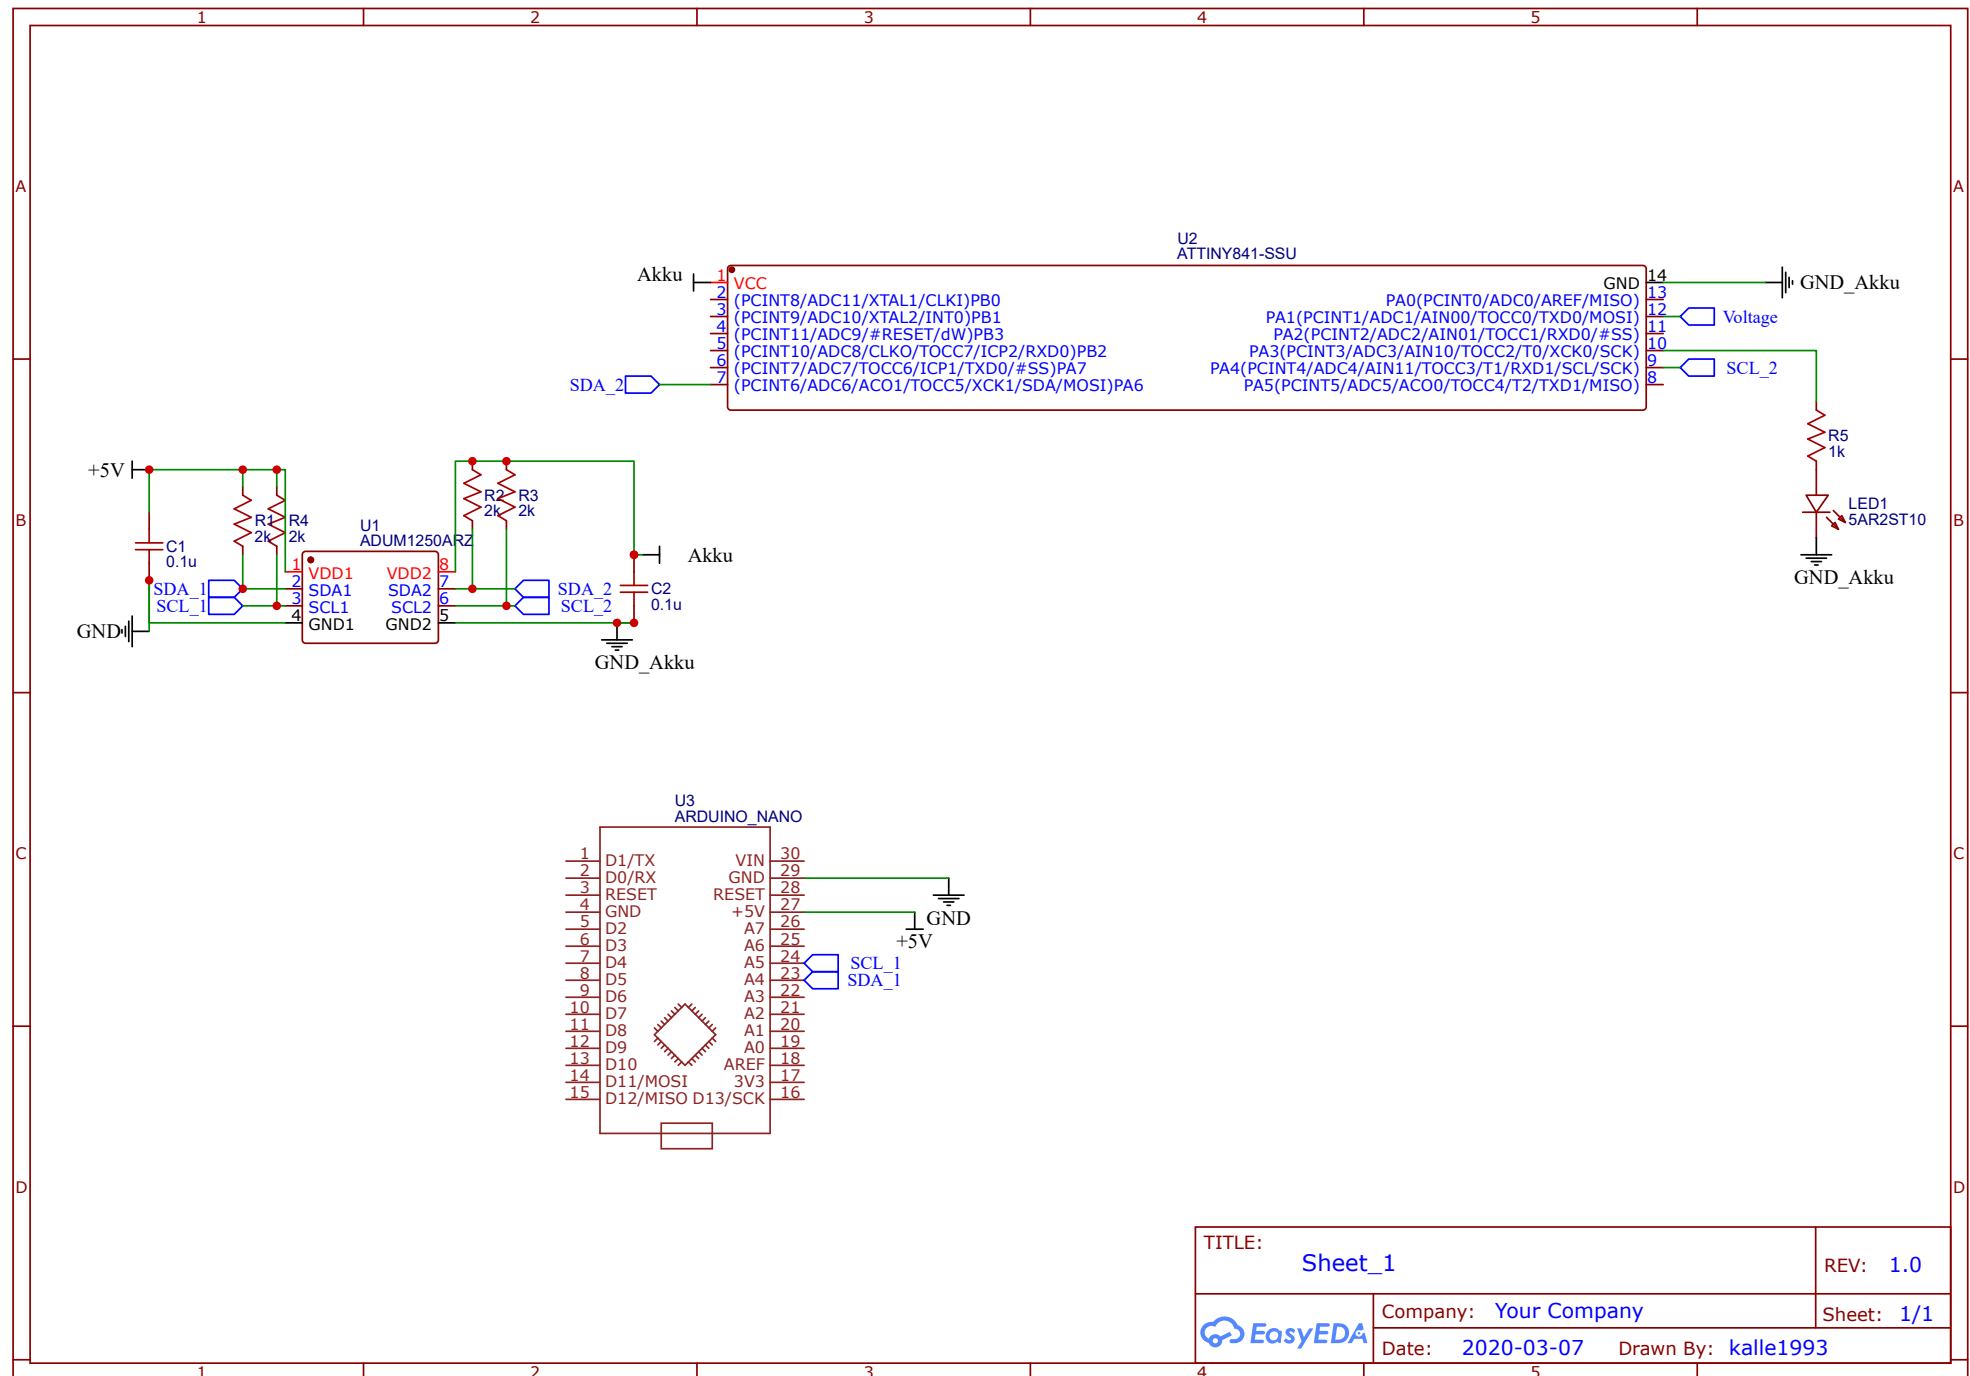 1 2 3 4 5
A A
U2
ATTINY841-SSU
Akku 1 VCC GND 14 GND_Akku
2 (PCINT8/ADC11/XTAL1/CLKI)PB0 PA0(PCINT0/ADC0/AREF/MISO) 13
3 (PCINT9/ADC10/XTAL2/INT0)PB1 PA1(PCINT1/ADC1/AIN00/TOCC0/TXD0/MOSI) 12 Voltage
4 (PCINT11/ADC9/#RESET/dW)PB3 PA2(PCINT2/ADC2/AIN01/TOCC1/RXD0/#SS) 11
5 (PCINT10/ADC8/CLKO/TOCC7/ICP2/RXD0)PB2 PA3(PCINT3/ADC3/AIN10/TOCC2/T0/XCK0/SCK) 10
6 (PCINT7/ADC7/TOCC6/ICP1/TXD0/#SS)PA7 PA4(PCINT4/ADC4/AIN11/TOCC3/T1/RXD1/SCL/SCK) 9 SCL_2
SDA_2 7 (PCINT6/ADC6/ACO1/TOCC5/XCK1/SDA/MOSI)PA6 PA5(PCINT5/ADC5/ACO0/TOCC4/T2/TXD1/MISO) 8
R5
1k
LED1
5AR2ST10
GND_Akku
B B
+5V
R1
2k
R4
2k
R2
2k
R3
2k
C1
0.1u
U1
ADUM1250ARZ
1 VDD1 VDD2 8
SDA_1 2 SDA1 SDA2 7 SDA_2
SCL_1 3 SCL1 SCL2 6 SCL_2
4 GND1 GND2 5
GND
Akku
C2
0.1u
GND_Akku
C C
U3
ARDUINO_NANO
1 D1/TX VIN 30
2 D0/RX GND 29
3 RESET RESET 28
4 GND +5V 27
5 D2 A7 26
6 D3 A6 25
7 D4 A5 24 SCL_1
8 D5 A4 23 SDA_1
9 D6 A3 22
10 D7 A2 21
11 D8 A1 20
12 D9 A0 19
13 D10 AREF 18
14 D11/MOSI 3V3 17
15 D12/MISO D13/SCK 16
GND
+5V
D D
TITLE:
Sheet_1
REV: 1.0
EasyEDA
Company: Your Company
Sheet: 1/1
Date: 2020-03-07 Drawn By: kalle1993
1 2 3 4 5